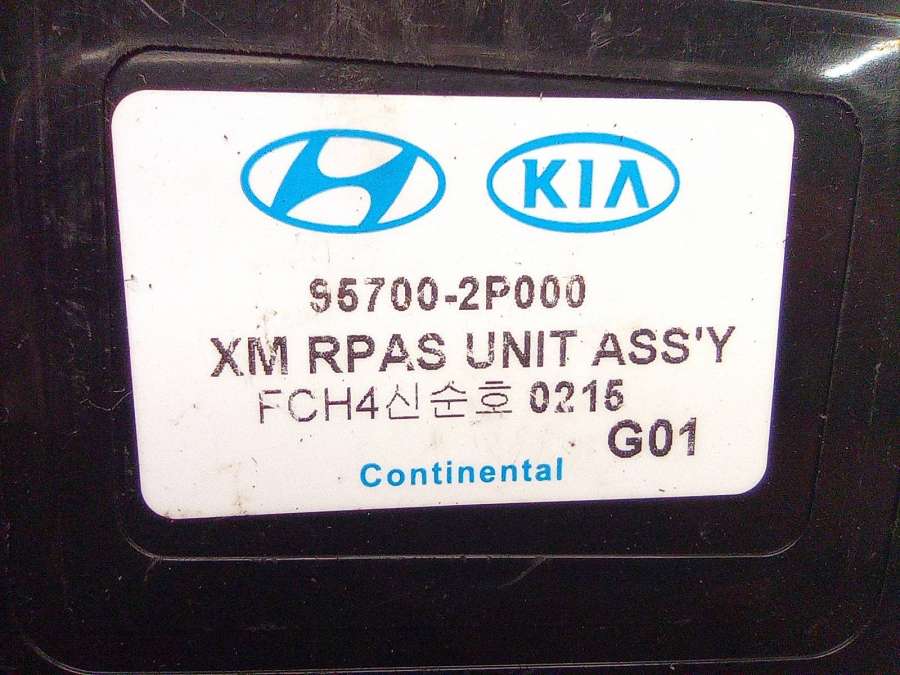 KIA
95700-2P000
XM RPAS UNIT ASS'Y
FCH4신순호 0215
G01
Continental